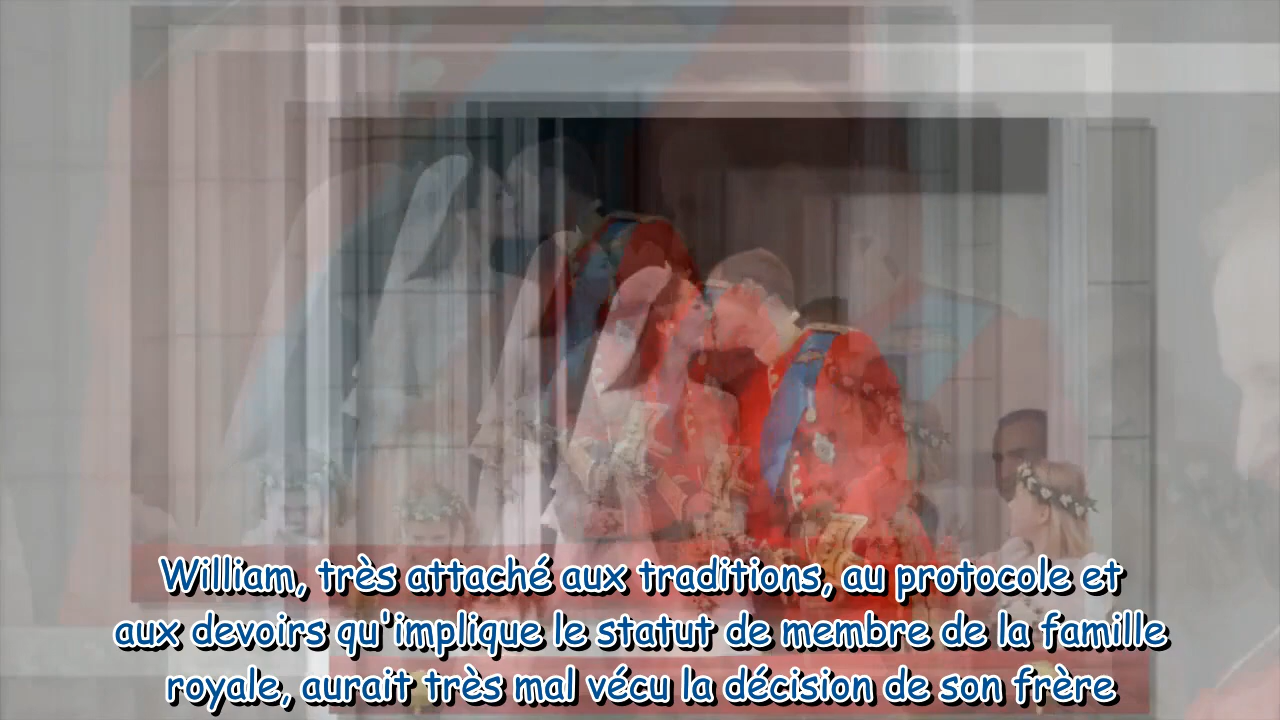 William, très attaché aux traditions, au protocole et
aux devoirs qu'implique le statut de membre de la famille
royale, aurait très mal vécu la décision de son frère